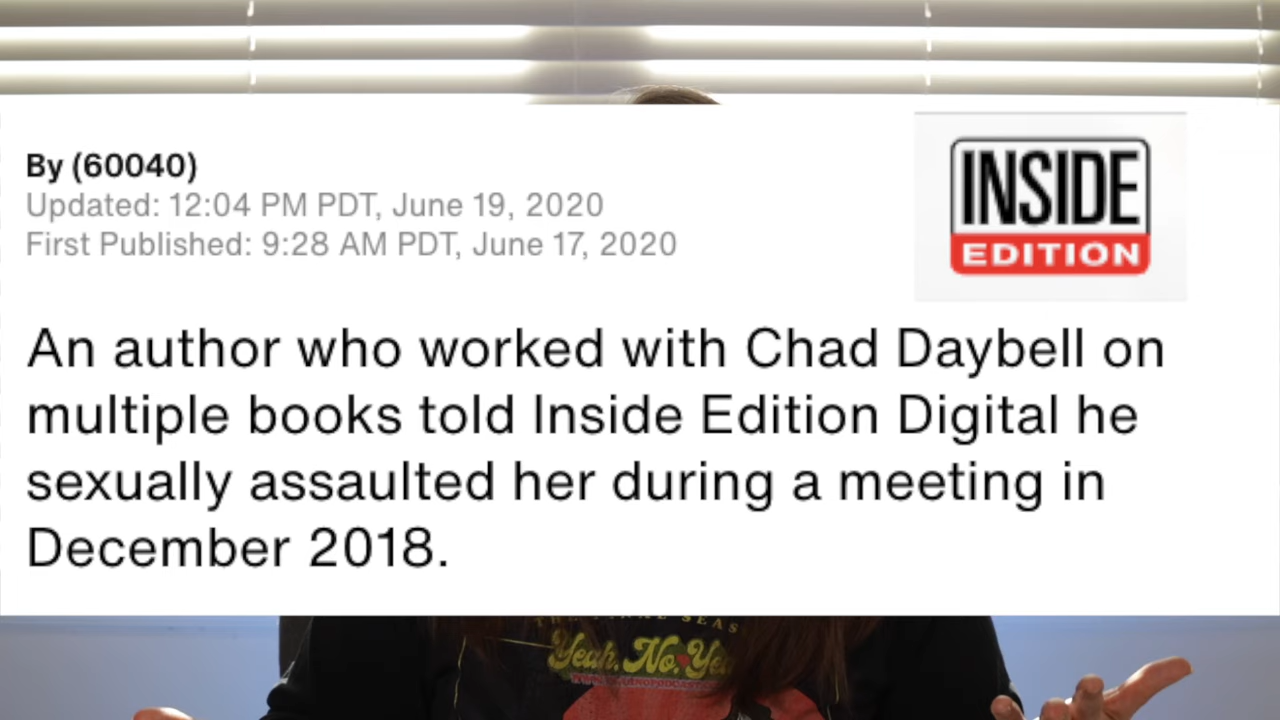 By (60040)
Updated: 12:04 PM PDT, June 19, 2020
First Published: 9:28 AM PDT, June 17, 2020
INSIDE
EDITION
An author who worked with Chad Daybell on
multiple books told Inside Edition Digital he
sexually assaulted her during a meeting in
December 2018.
Yeah. No.